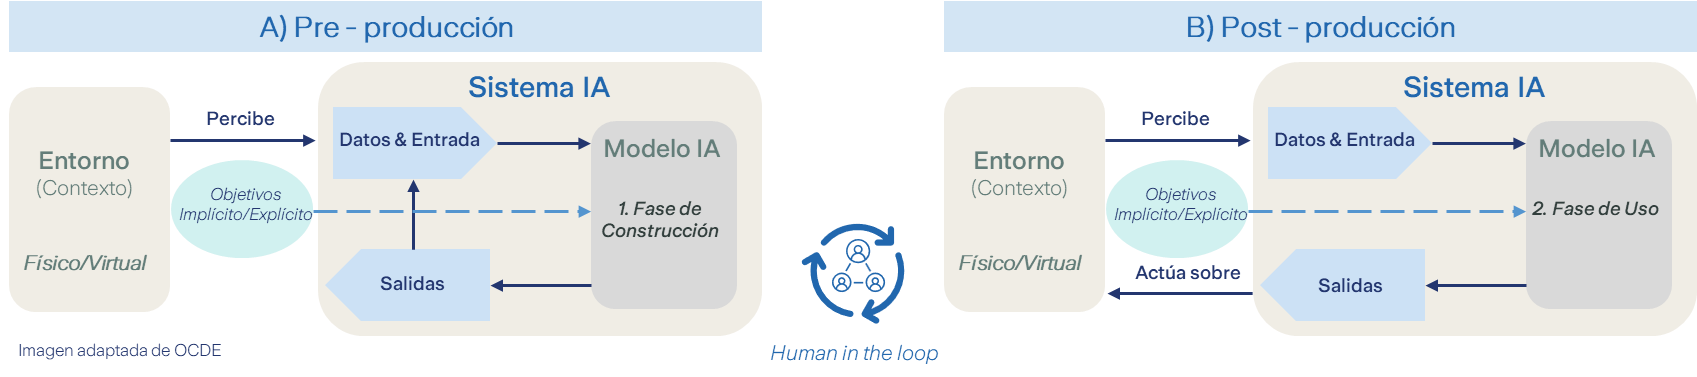 A) Pre - producción
Sistema IA
Percibe
Datos & Entrada
Modelo IA
Entorno
(Contexto)
Objetivos
Implícito/Explícito
1. Fase de
Construcción
Físico/Virtual
Salidas
Imagen adaptada de OCDE
Human in the loop
B) Post - producción
Sistema IA
Percibe
Datos & Entrada
Modelo IA
Entorno
(Contexto)
Objetivos
Implícito/Explícito
2. Fase de Uso
Físico/Virtual
Actúa sobre
Salidas